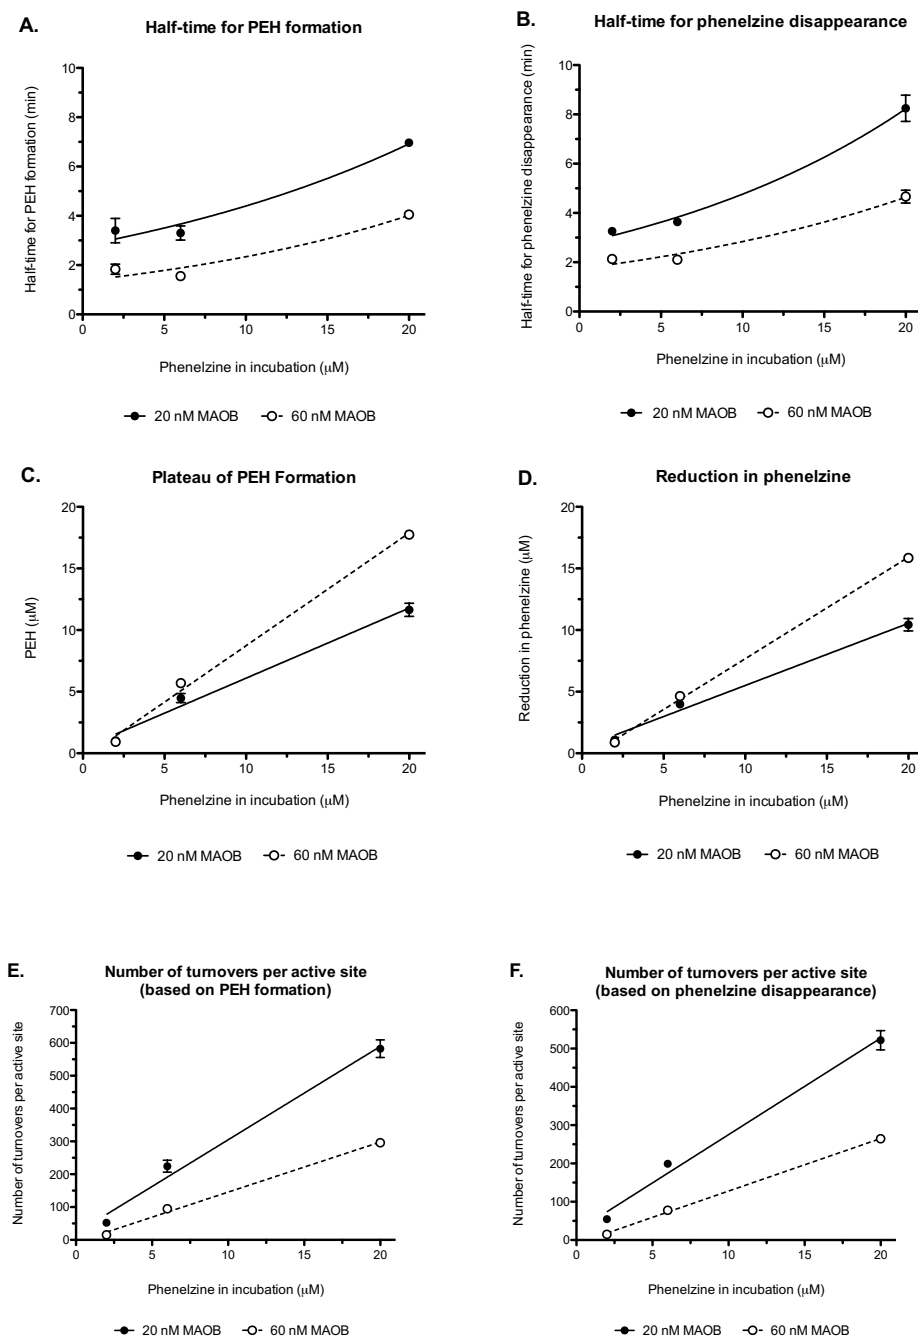 A.
Half-time for PEH formation
Half-time for PEH formation (min)
10
8
6
4
2
0
0 5 10 15 20
Phenelzine in incubation (μM)
20 nM MAOB 60 nM MAOB
B.
Half-time for phenelzine disappearance
Half-time for phenelzine disappearance (min)
10
8
6
4
2
0
0 5 10 15 20
Phenelzine in incubation (μM)
20 nM MAOB 60 nM MAOB
C.
Plateau of PEH Formation
PEH (μM)
20
15
10
5
0
0 5 10 15 20
Phenelzine in incubation (μM)
20 nM MAOB 60 nM MAOB
D.
Reduction in phenelzine
Reduction in phenelzine (μM)
20
15
10
5
0
0 5 10 15 20
Phenelzine in incubation (μM)
20 nM MAOB 60 nM MAOB
E.
Number of turnovers per active site
(based on PEH formation)
Number of turnovers per active site
700
600
500
400
300
200
100
0
0 5 10 15 20
Phenelzine in incubation (μM)
20 nM MAOB 60 nM MAOB
F.
Number of turnovers per active site
(based on phenelzine disappearance)
Number of turnovers per active site
600
500
400
300
200
100
0
0 5 10 15 20
Phenelzine in incubation (μM)
20 nM MAOB 60 nM MAOB